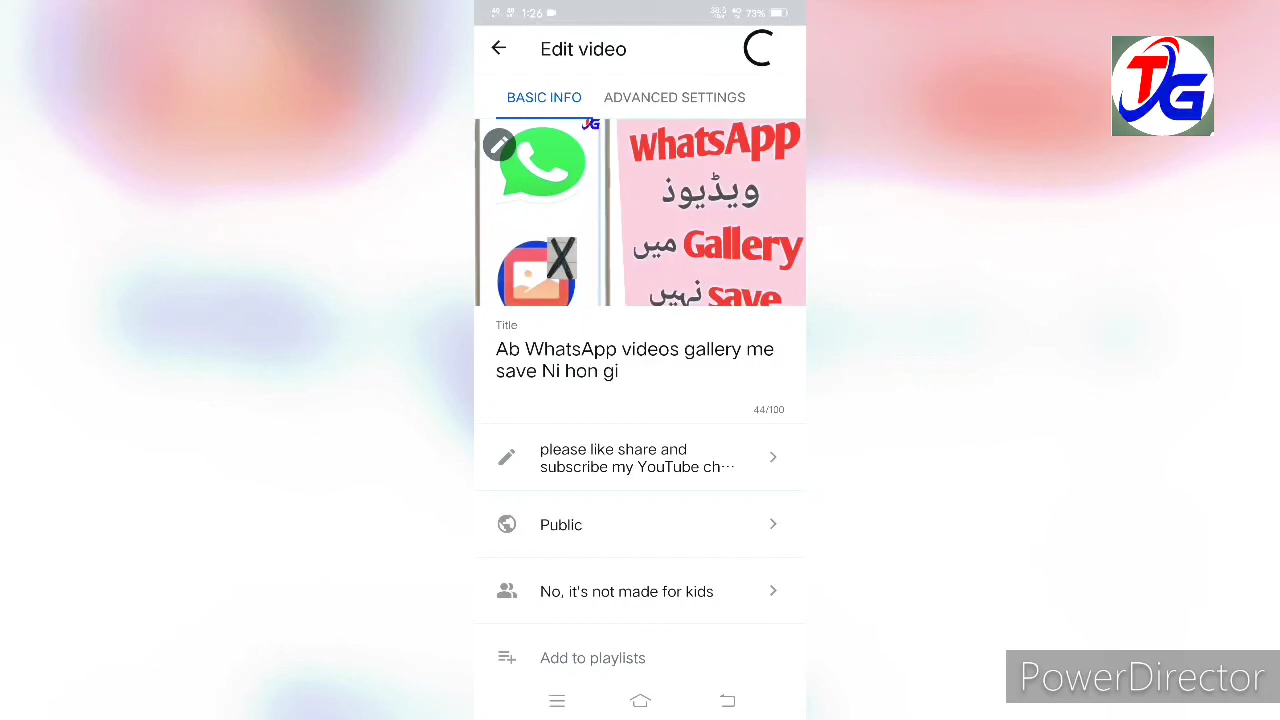 1:26
73%
Edit video
BASIC INFO
ADVANCED SETTINGS
WhatsApp
ویڈیوز
Gallery میں
save نہیں
Title
Ab WhatsApp videos gallery me
save Ni hon gi
44/100
please like share and
subscribe my YouTube ch…
Public
No, it's not made for kids
Add to playlists
TG
PowerDirector